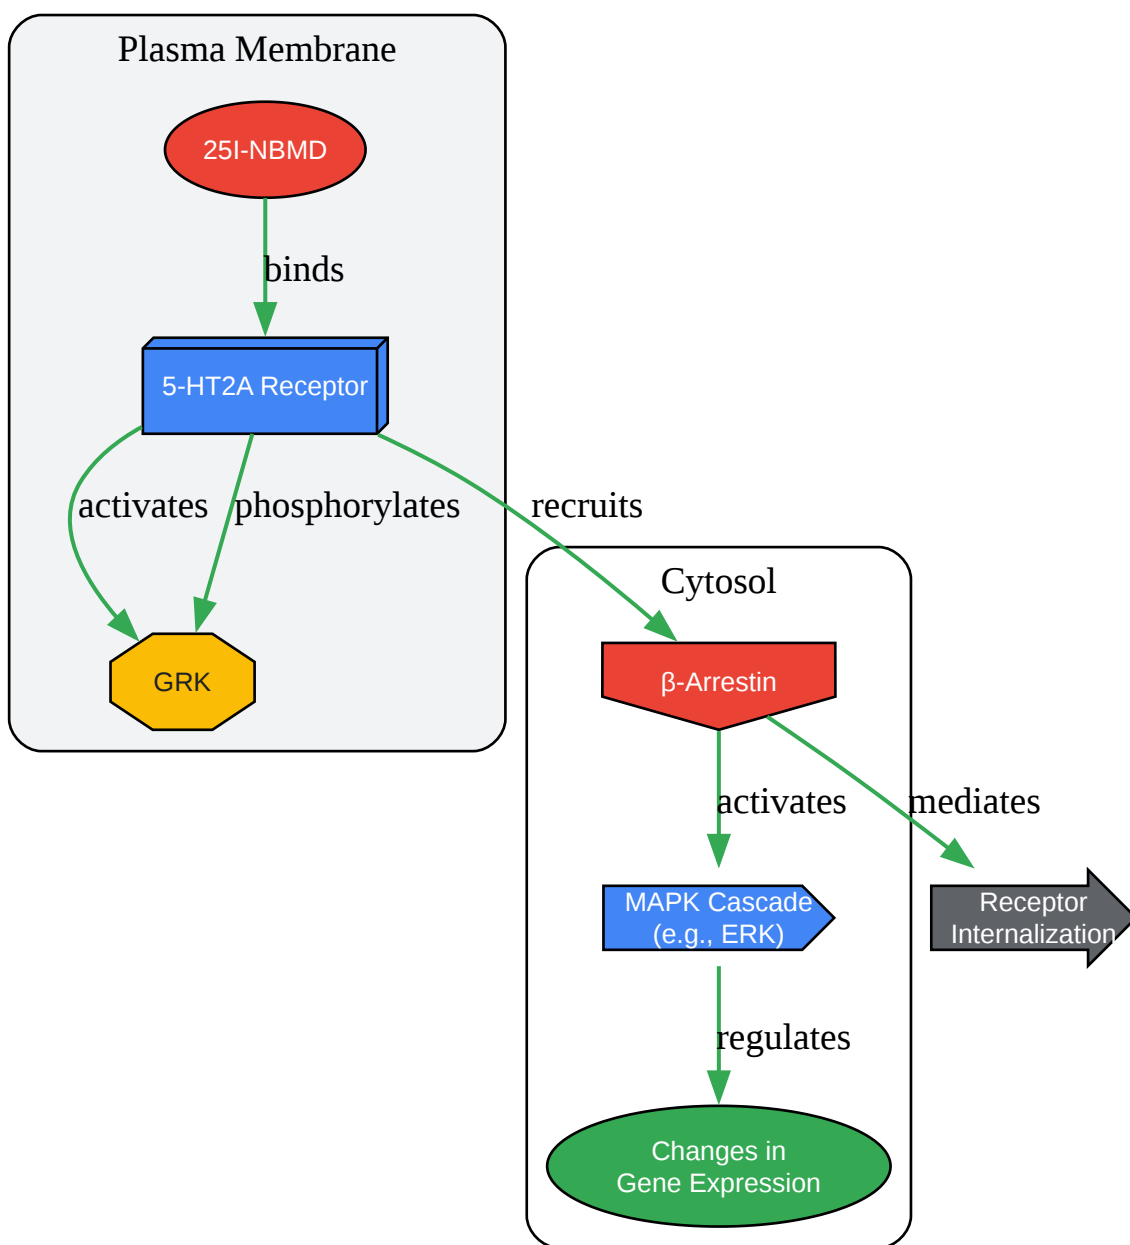 Plasma Membrane
25I-NBMD
binds
5-HT2A Receptor
activates
phosphorylates
recruits
Cytosol
GRK
β-Arrestin
activates
mediates
MAPK Cascade
(e.g., ERK)
Receptor
Internalization
regulates
Changes in
Gene Expression